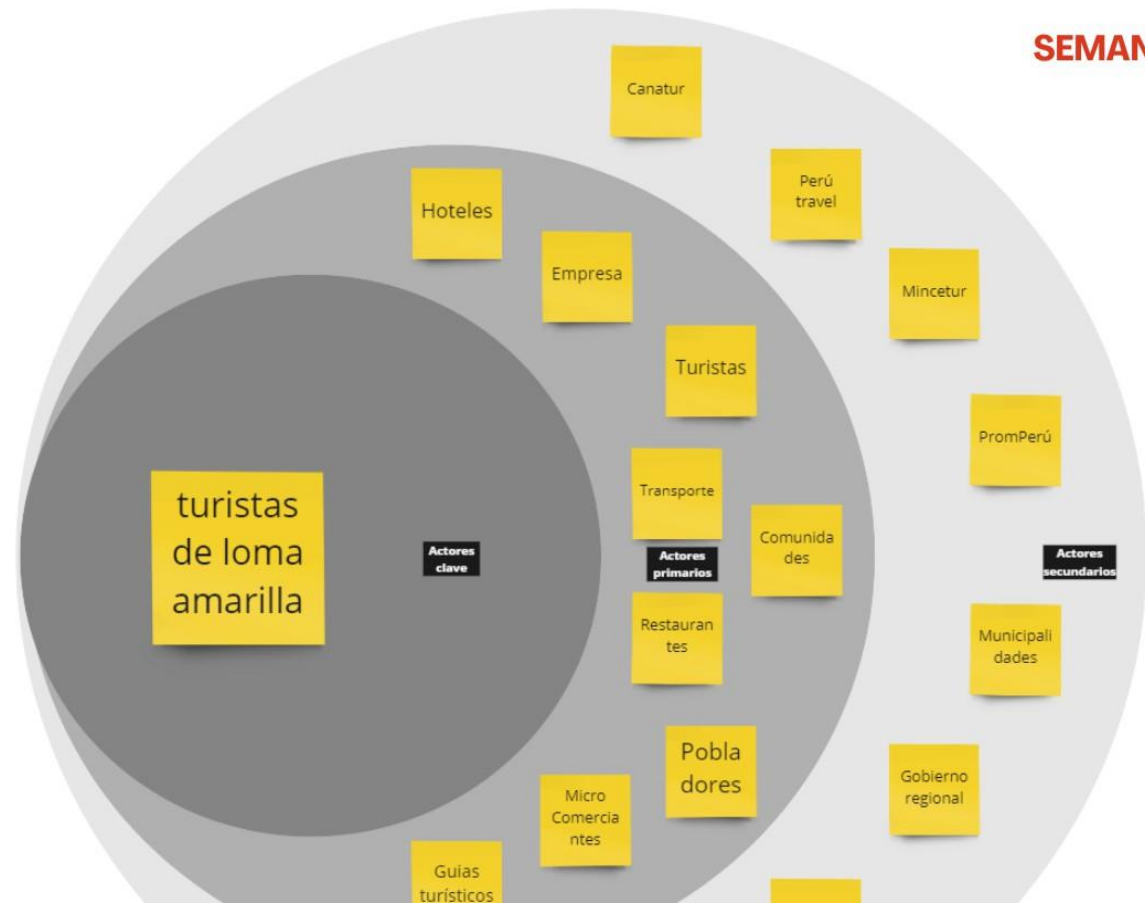 SEMAN
Canatur
Perú
travel
Hoteles
Empresa
Mincetur
Turistas
PromPerú
turistas
de loma
amarilla
Transporte
Comunida
des
Actores
clave
Actores
primarios
Actores
secundarios
Restauran
tes
Municipali
dades
Pobla
dores
Gobierno
regional
Micro
Comercia
ntes
Guias
turísticos